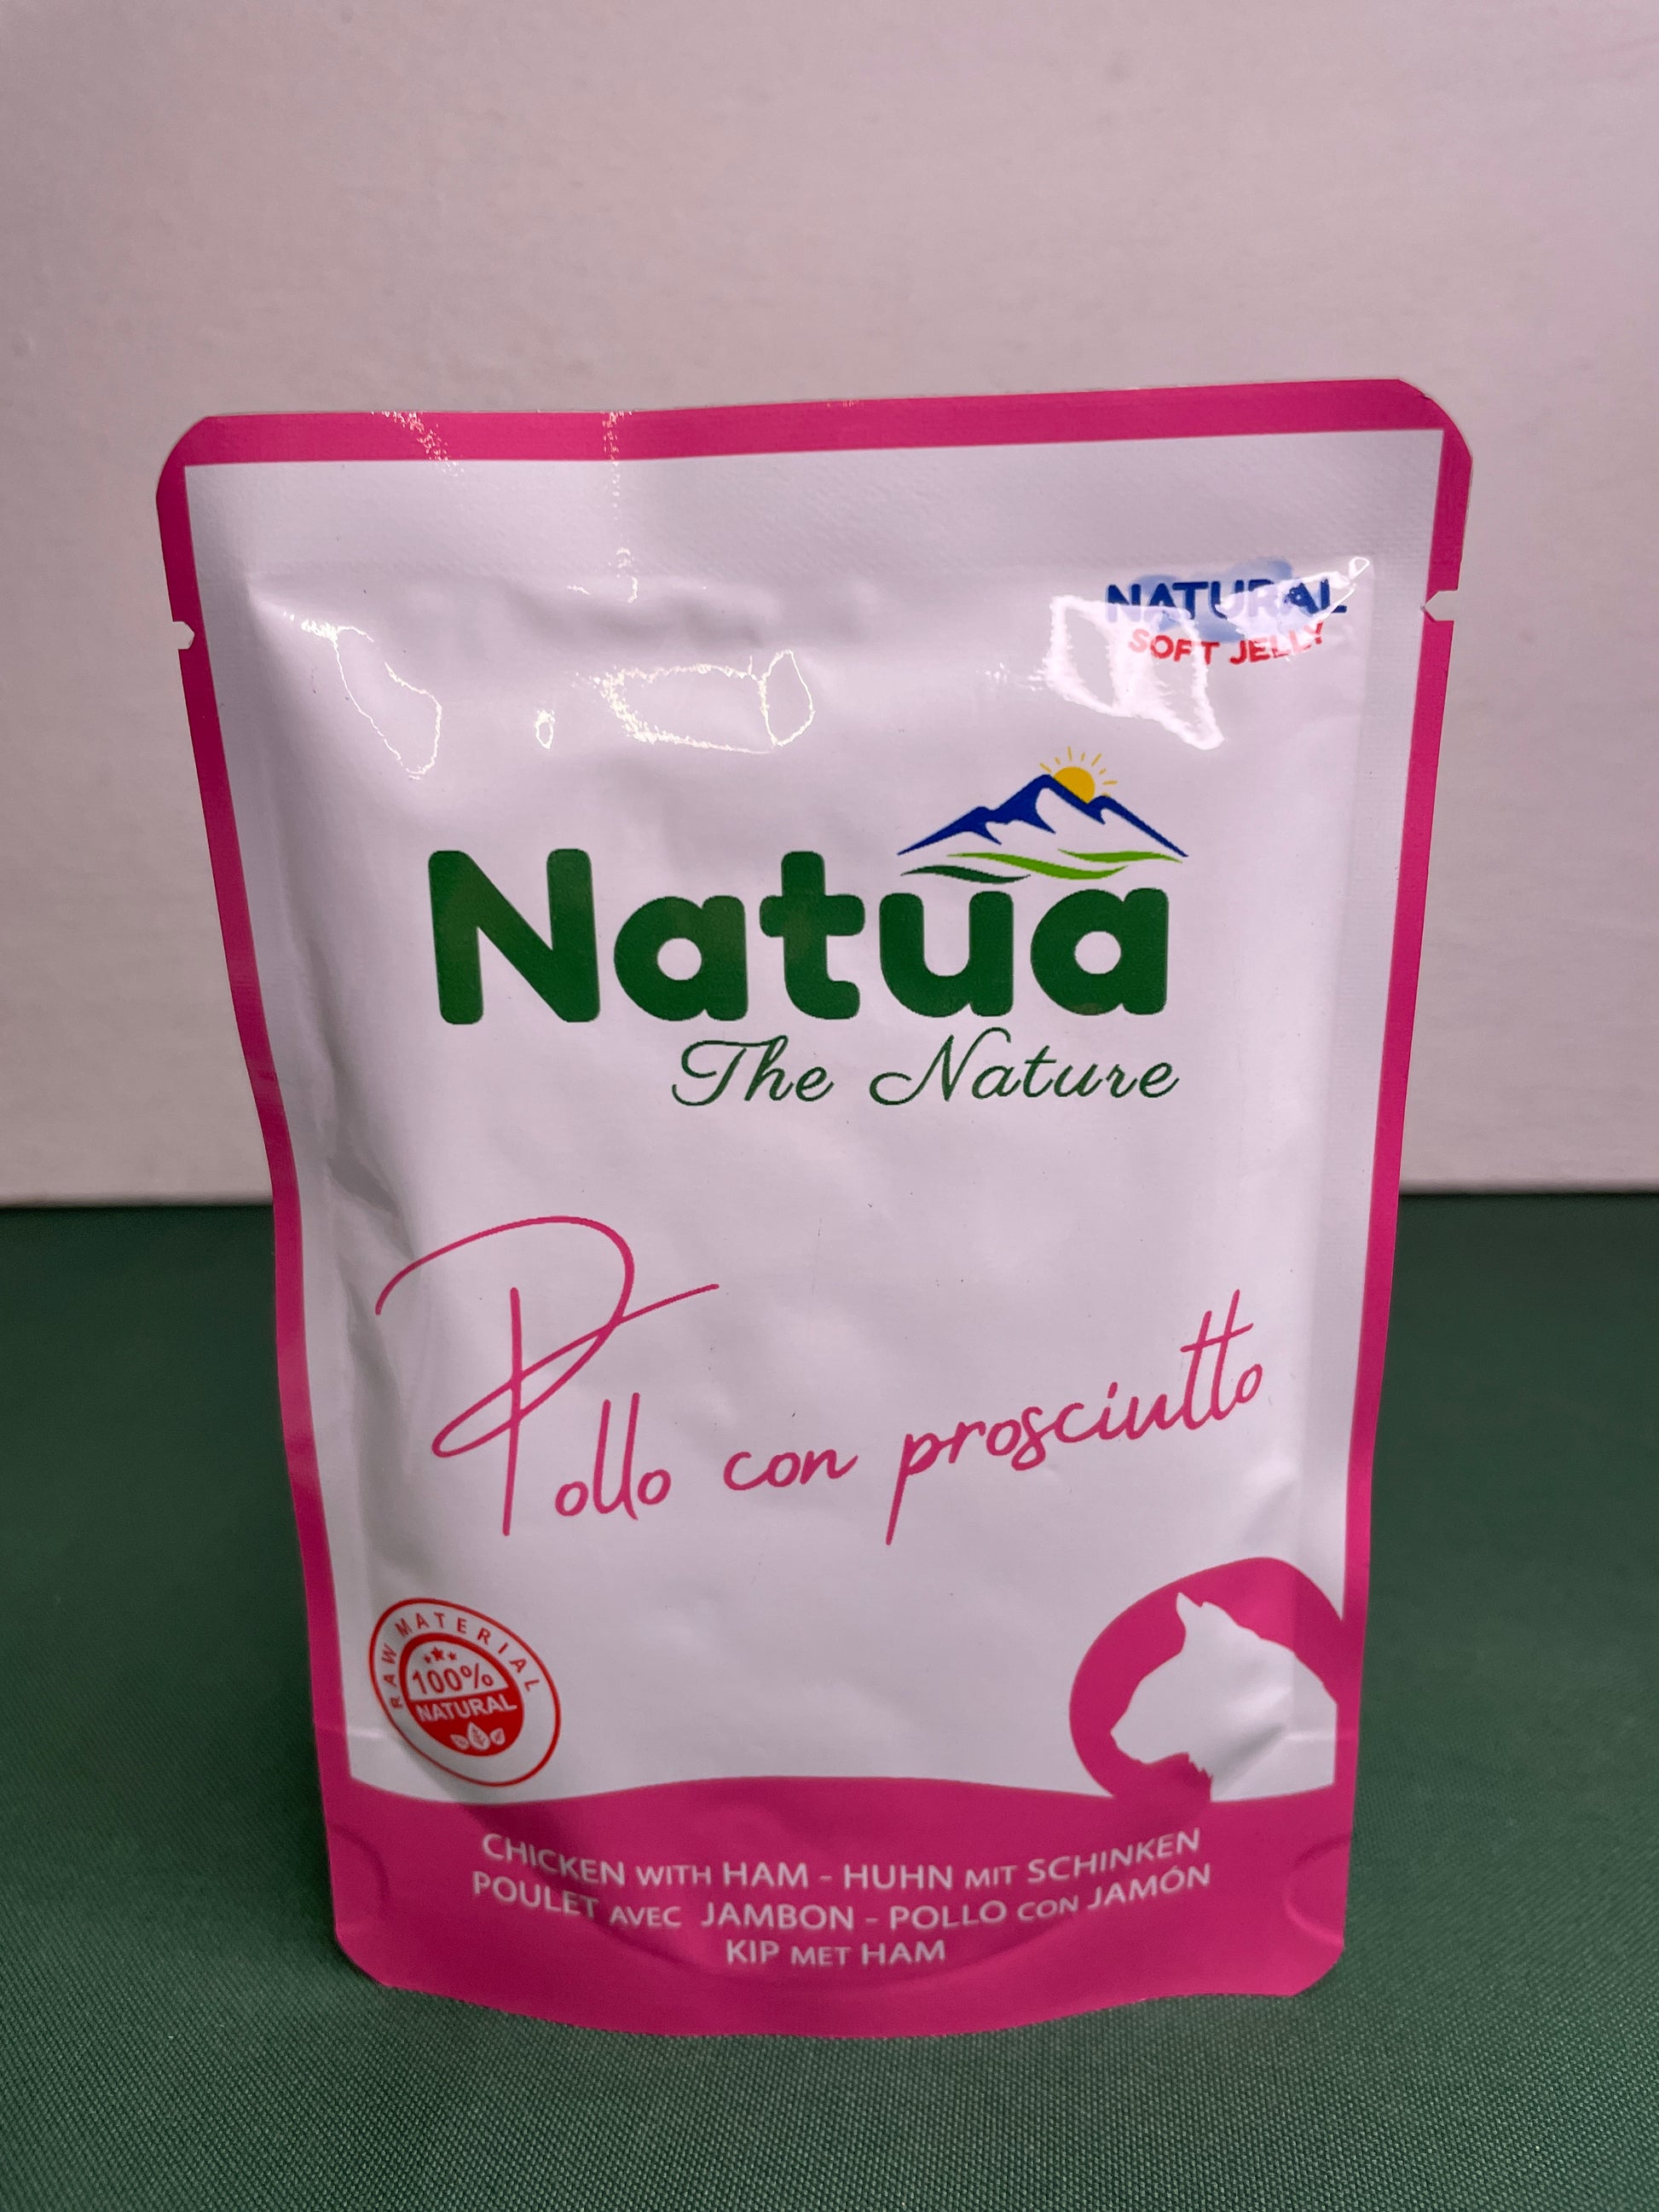 NATURAL
SOFT JELLY
Natua
The Nature
Pollo con prosciutto
RAW MATERIAL
100%
NATURAL
CHICKEN WITH HAM - HUHN MIT SCHINKEN
POULET AVEC JAMBON - POLLO CON JAMÓN
KIP MET HAM